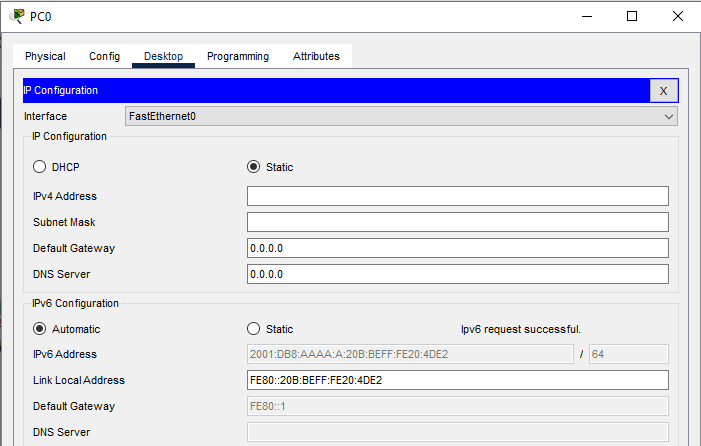 PC0
Physical Config Desktop Programming Attributes
IP Configuration X
Interface FastEthernet0
IP Configuration
DHCP Static
IPv4 Address
Subnet Mask
Default Gateway 0.0.0.0
DNS Server 0.0.0.0
IPv6 Configuration
Automatic Static Ipv6 request successful.
IPv6 Address 2001:DB8:AAAA:A:20B:BEFF:FE20:4DE2 / 64
Link Local Address FE80::20B:BEFF:FE20:4DE2
Default Gateway FE80::1
DNS Server